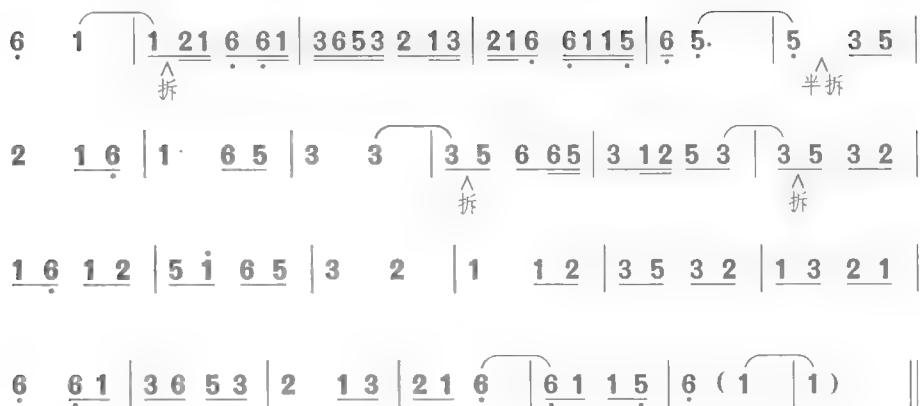 6̣ 1 | 1 21 6̣ 6̣1 | 3653 2 13 | 216̣ 6̣115̣ | 6̣ 5̣· | 5̣ 3 5 |
拆 半拆
2 1 6̣ | 1· 6 5 | 3 3 | 3 5 6 65 | 3 12 5 3 | 3 5 3 2 |
拆 拆
1 6̣ 1 2 | 5 i̇ 6 5 | 3 2 | 1 1 2 | 3 5 3 2 | 1 3 2 1 |
6̣ 6̣ 1 | 3 6 5 3 | 2 1 3 | 2 1 6̣ | 6̣ 1 1 5̣ | 6̣ ( 1 | 1 ) ||